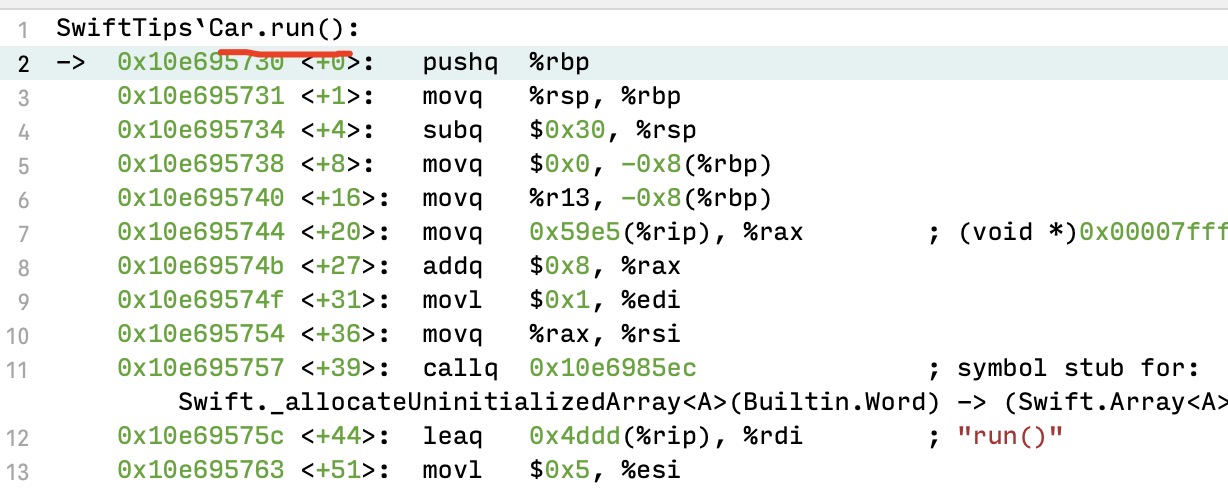 1 SwiftTips`Car.run():
2 -> 0x10e695730 <+0>: pushq %rbp
3 0x10e695731 <+1>: movq %rsp, %rbp
4 0x10e695734 <+4>: subq $0x30, %rsp
5 0x10e695738 <+8>: movq $0x0, -0x8(%rbp)
6 0x10e695740 <+16>: movq %r13, -0x8(%rbp)
7 0x10e695744 <+20>: movq 0x59e5(%rip), %rax ; (void *)0x00007fff
8 0x10e69574b <+27>: addq $0x8, %rax
9 0x10e69574f <+31>: movl $0x1, %edi
10 0x10e695754 <+36>: movq %rax, %rsi
11 0x10e695757 <+39>: callq 0x10e6985ec ; symbol stub for:
Swift._allocateUninitializedArray<A>(Builtin.Word) -> (Swift.Array<A>
12 0x10e69575c <+44>: leaq 0x4ddd(%rip), %rdi ; "run()"
13 0x10e695763 <+51>: movl $0x5, %esi